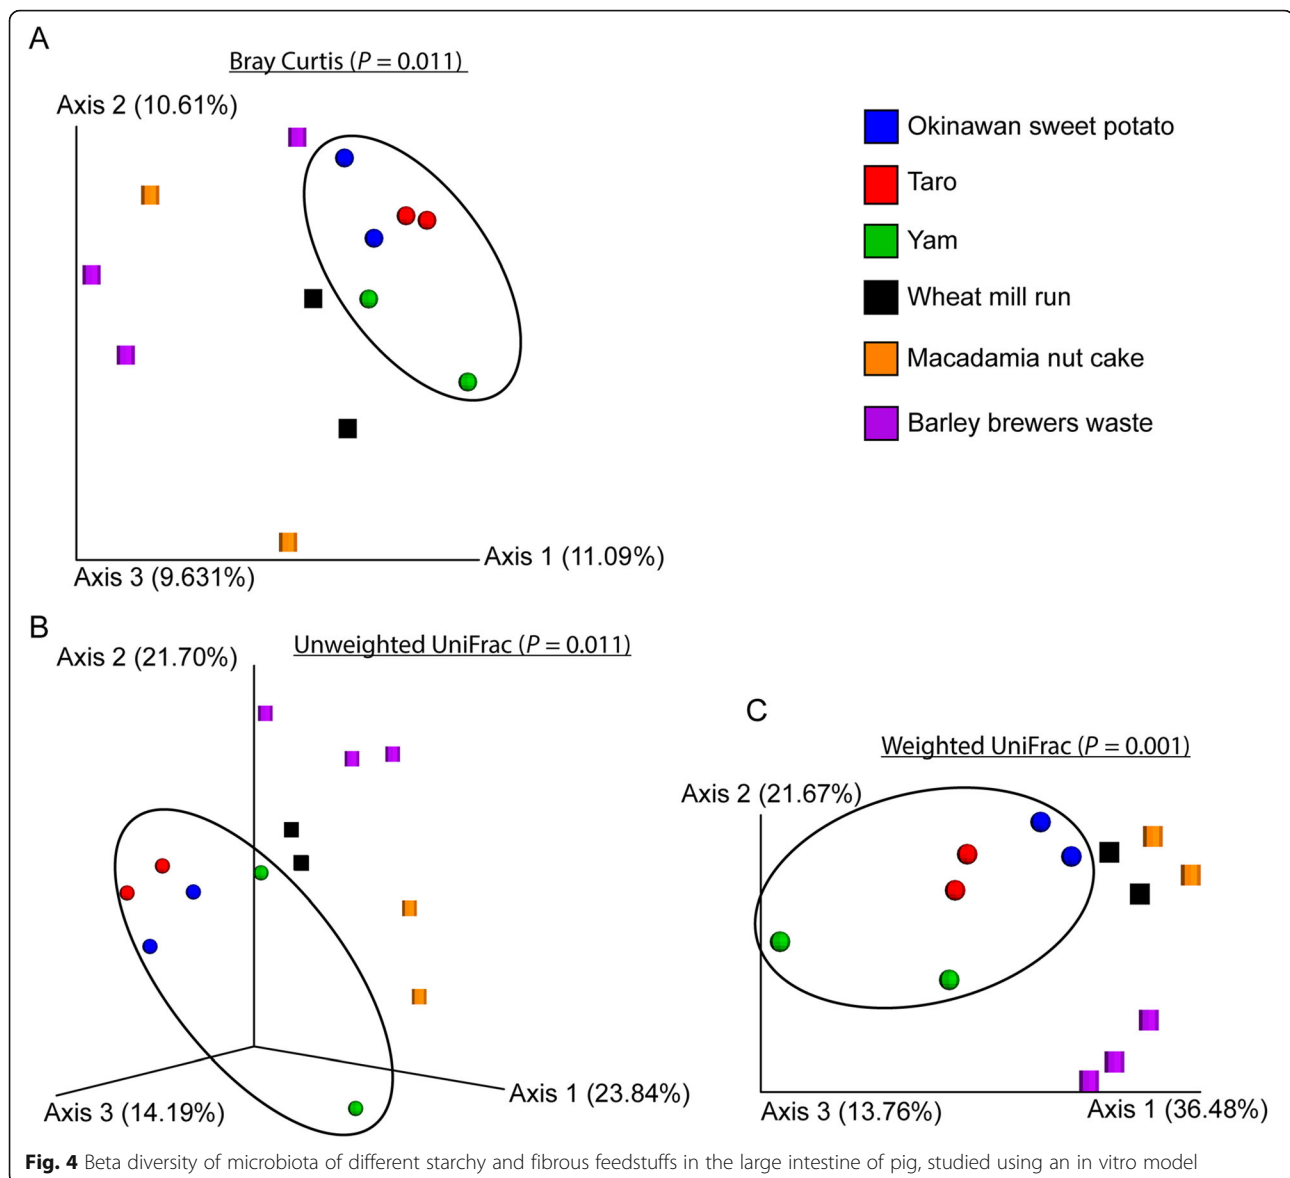 A
Bray Curtis (P = 0.011)
Axis 2 (10.61%)
Axis 1 (11.09%)
Axis 3 (9.631%)
Okinawan sweet potato
Taro
Yam
Wheat mill run
Macadamia nut cake
Barley brewers waste
B
Unweighted UniFrac (P = 0.011)
Axis 2 (21.70%)
Axis 1 (23.84%)
Axis 3 (14.19%)
C
Weighted UniFrac (P = 0.001)
Axis 2 (21.67%)
Axis 3 (13.76%)
Axis 1 (36.48%)
Fig. 4 Beta diversity of microbiota of different starchy and fibrous feedstuffs in the large intestine of pig, studied using an in vitro model